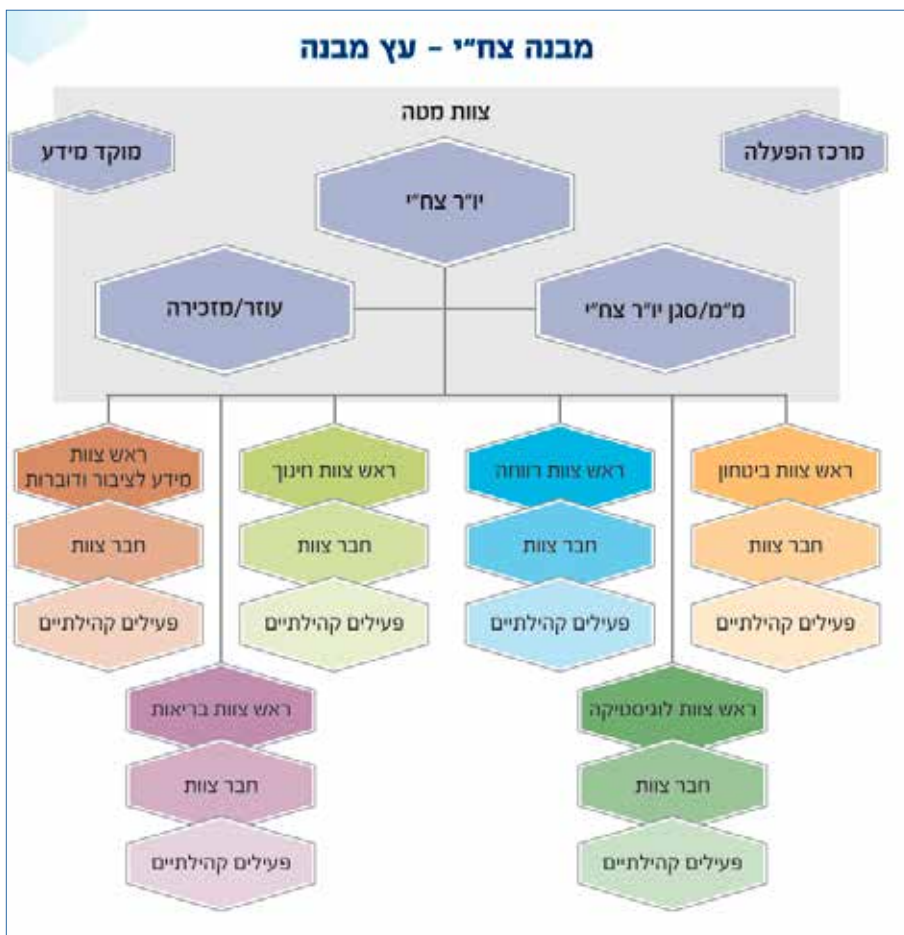 מבנה צח"י – עץ מבנה
צוות מטה
מרכז הפעלה
מוקד מידע
יו"ר צח"י
מ"מ/סגן יו"ר צח"י
עוזר/מזכירה
ראש צוות ביטחון
חבר צוות
פעילים קהילתיים
ראש צוות רווחה
חבר צוות
פעילים קהילתיים
ראש צוות חינוך
חבר צוות
פעילים קהילתיים
ראש צוות
מידע לציבור ודוברות
חבר צוות
פעילים קהילתיים
ראש צוות לוגיסטיקה
חבר צוות
פעילים קהילתיים
ראש צוות בריאות
חבר צוות
פעילים קהילתיים